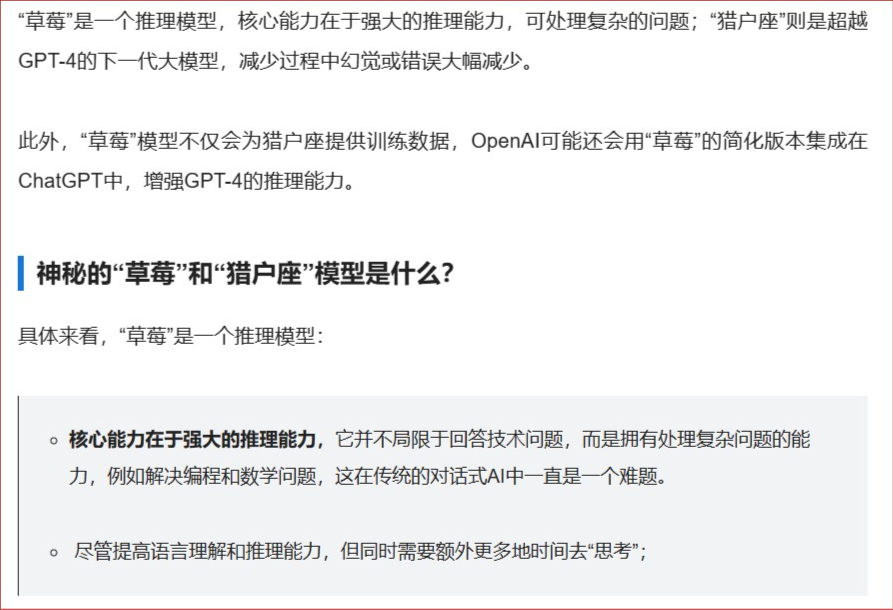 “草莓”是一个推理模型，核心能力在于强大的推理能力，可处理复杂的问题；“猎户座”则是超越
GPT-4的下一代大模型，减少过程中幻觉或错误大幅减少。
此外，“草莓”模型不仅会为猎户座提供训练数据，OpenAI可能还会用“草莓”的简化版本集成在
ChatGPT中，增强GPT-4的推理能力。
神秘的“草莓”和“猎户座”模型是什么？
具体来看，“草莓”是一个推理模型：
核心能力在于强大的推理能力，它并不局限于回答技术问题，而是拥有处理复杂问题的能
力，例如解决编程和数学问题，这在传统的对话式AI中一直是一个难题。
尽管提高语言理解和推理能力，但同时需要额外更多地时间去“思考”；